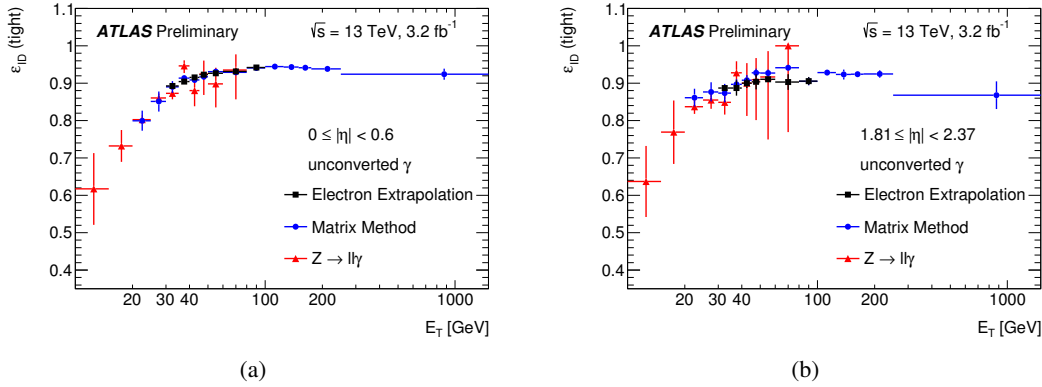 ATLAS Preliminary √s = 13 TeV, 3.2 fb⁻¹
ε_ID (tight)
1.1
1
0.9
0.8
0.7
0.6
0.5
0.4
0 ≤ |η| < 0.6
unconverted γ
Electron Extrapolation
Matrix Method
Z → llγ
20 30 40 100 200 1000
E_T [GeV]
(a)
ATLAS Preliminary √s = 13 TeV, 3.2 fb⁻¹
ε_ID (tight)
1.1
1
0.9
0.8
0.7
0.6
0.5
0.4
1.81 ≤ |η| < 2.37
unconverted γ
Electron Extrapolation
Matrix Method
Z → llγ
20 30 40 100 200 1000
E_T [GeV]
(b)